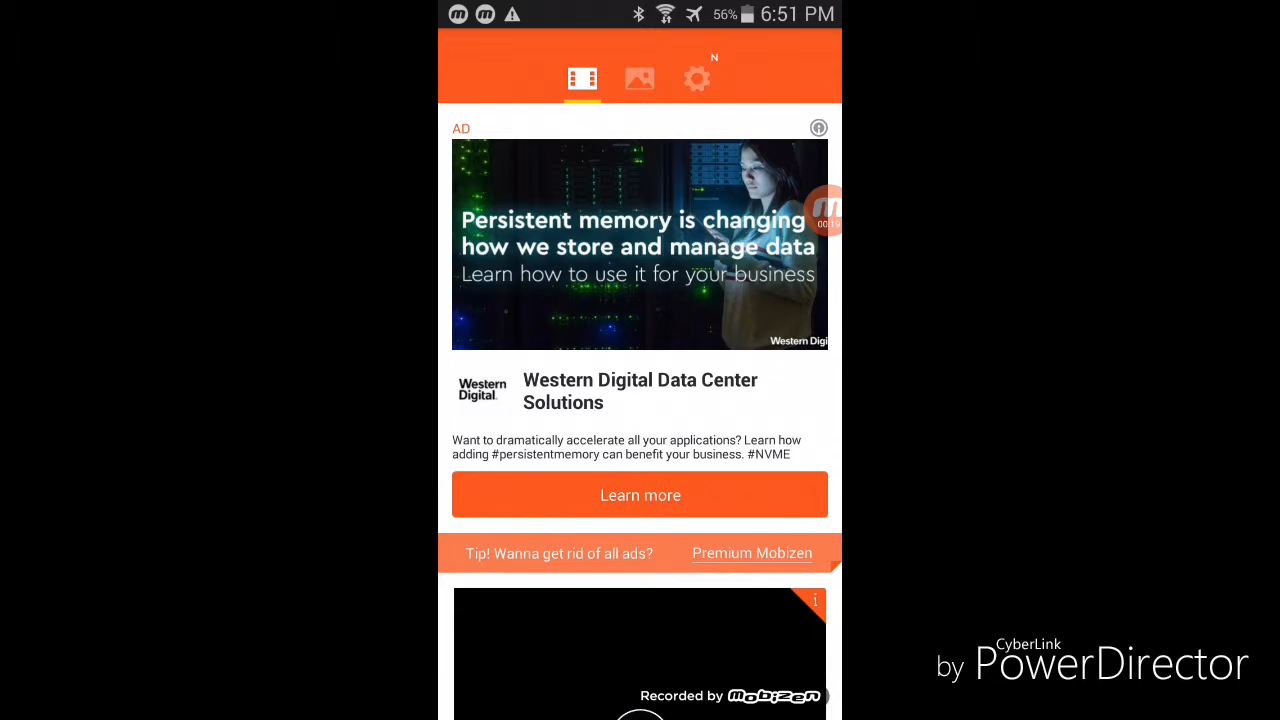 56% 6:51 PM
N
AD
Persistent memory is changing
how we store and manage data
Learn how to use it for your business
Western Digi
00:19
Western
Digital.
Western Digital Data Center
Solutions
Want to dramatically accelerate all your applications? Learn how
adding #persistentmemory can benefit your business. #NVME
Learn more
Tip! Wanna get rid of all ads? Premium Mobizen
i
Recorded by mobizen
CyberLink
by PowerDirector